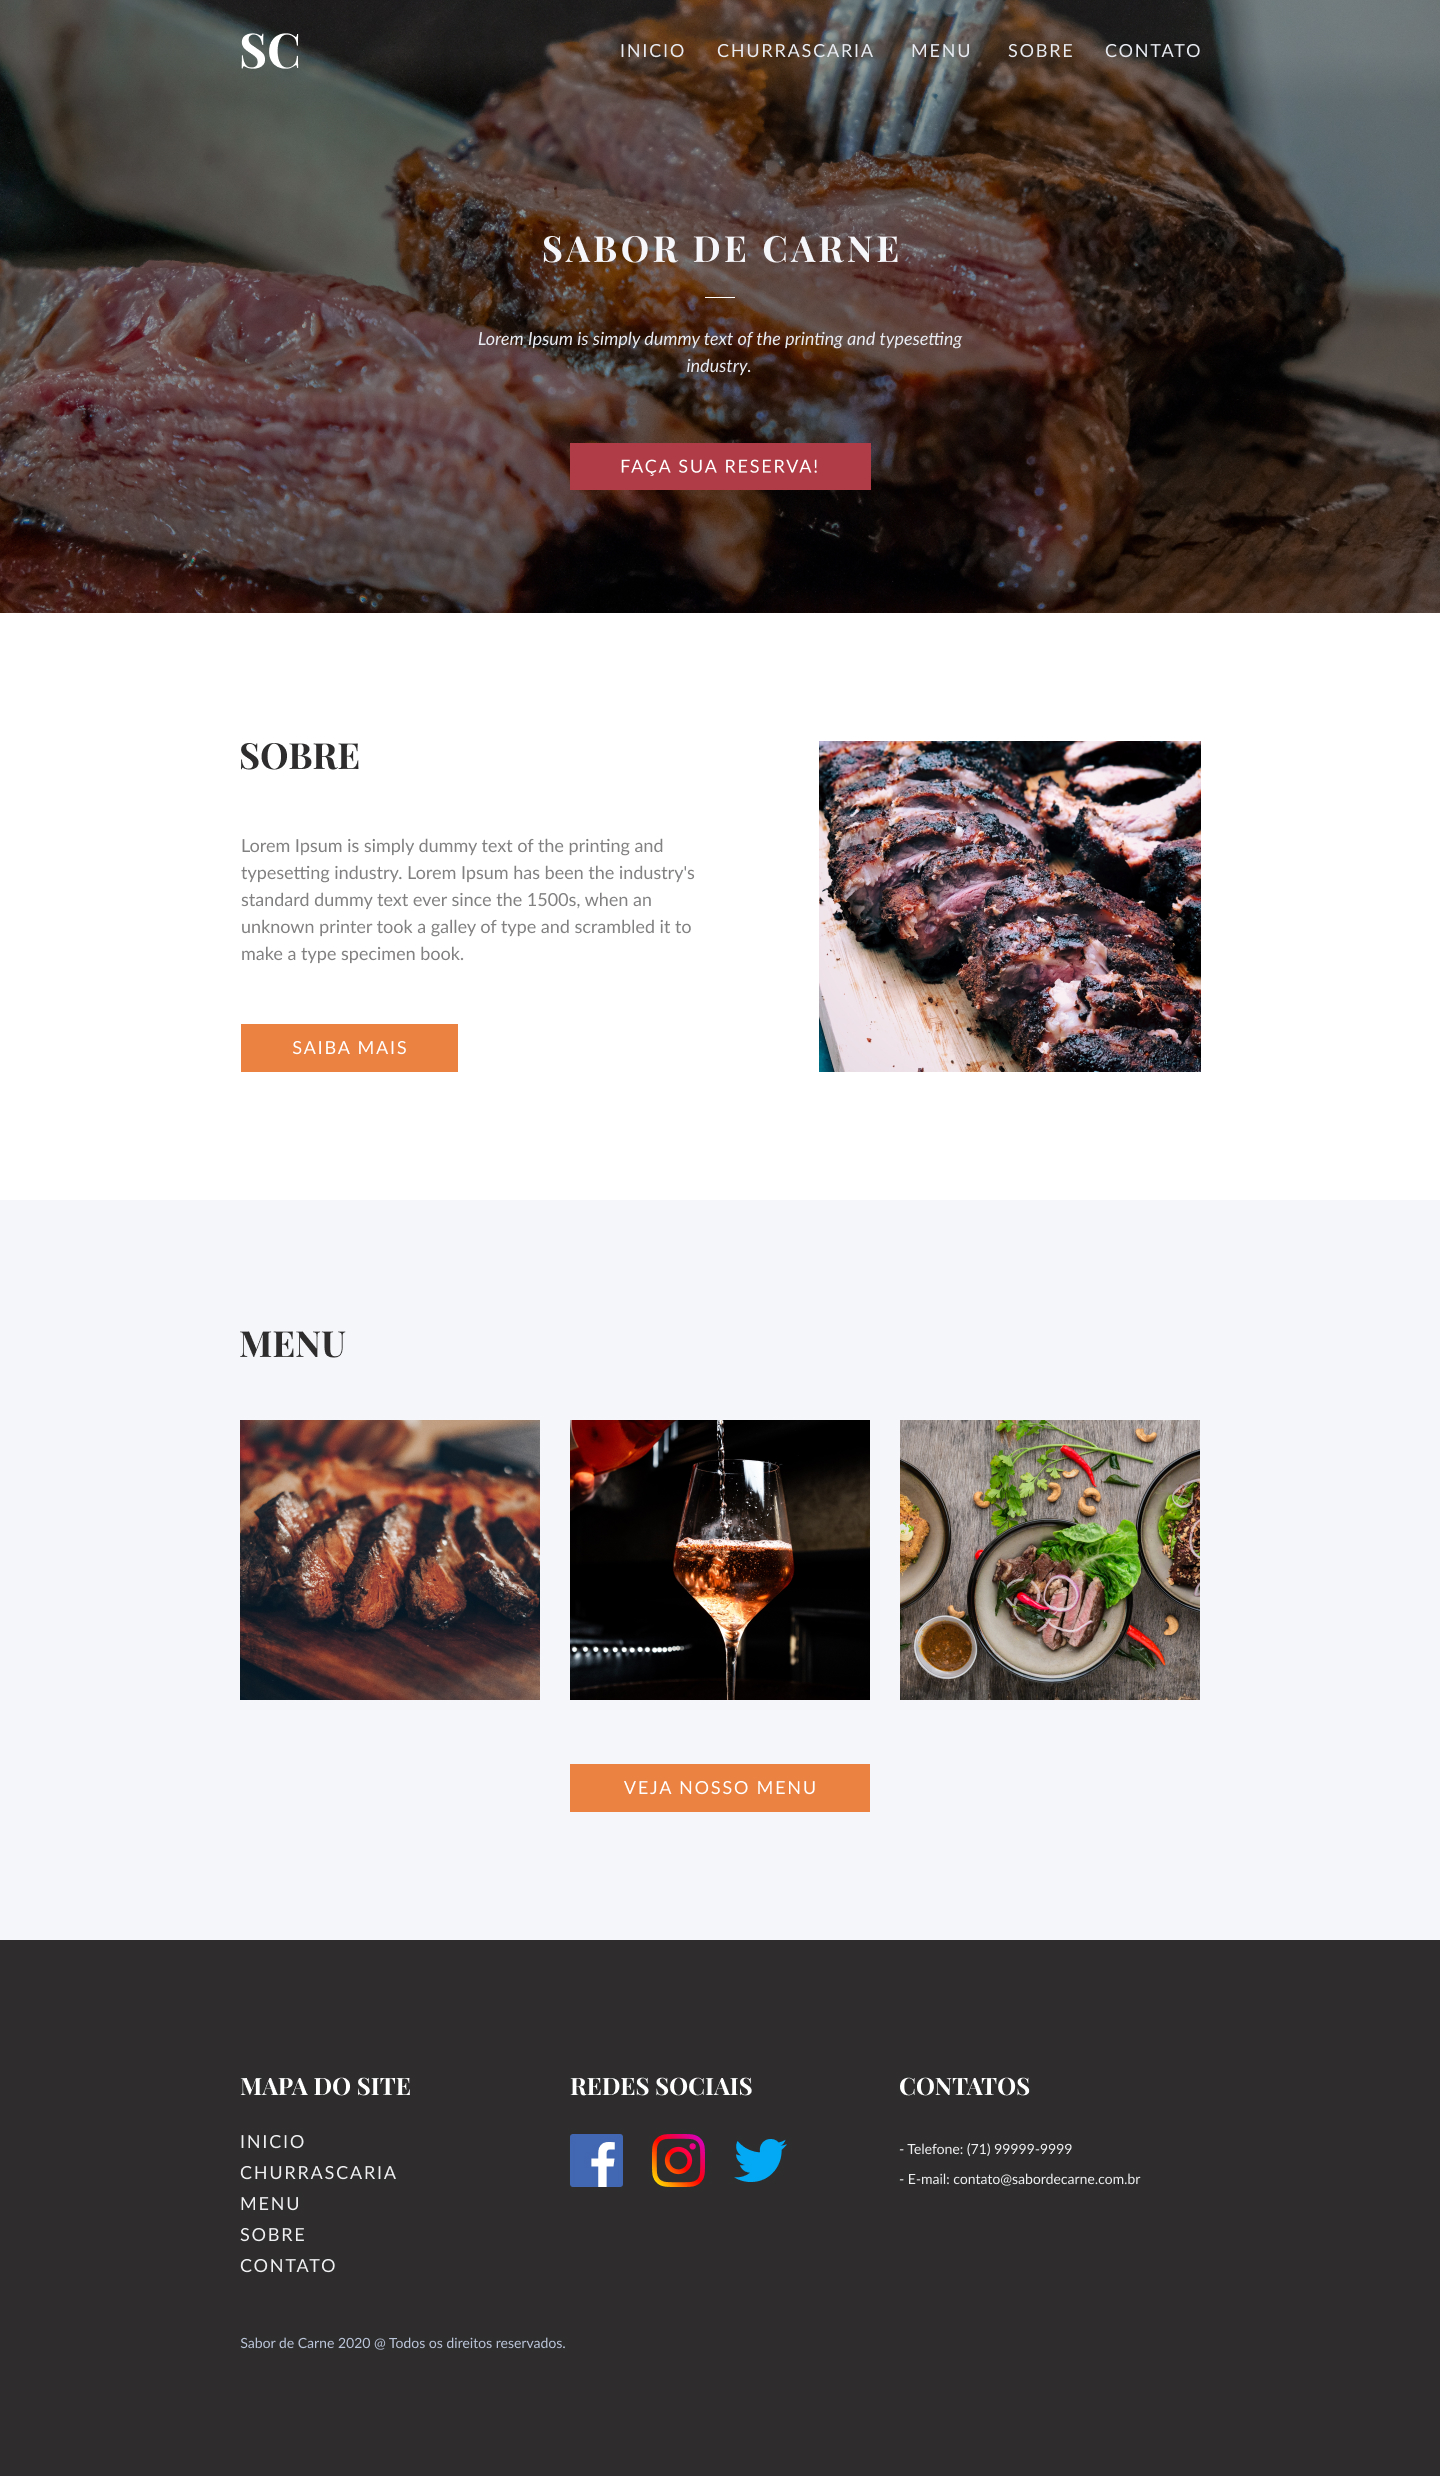 SC
INICIO CHURRASCARIA MENU SOBRE CONTATO
SABOR DE CARNE
Lorem Ipsum is simply dummy text of the printing and typesetting
industry.
FAÇA SUA RESERVA!
SOBRE
Lorem Ipsum is simply dummy text of the printing and
typesetting industry. Lorem Ipsum has been the industry's
standard dummy text ever since the 1500s, when an
unknown printer took a galley of type and scrambled it to
make a type specimen book.
SAIBA MAIS
MENU
VEJA NOSSO MENU
MAPA DO SITE
INICIO
CHURRASCARIA
MENU
SOBRE
CONTATO
REDES SOCIAIS
CONTATOS
- Telefone: (71) 99999-9999
- E-mail: contato@sabordecarne.com.br
Sabor de Carne 2020 @ Todos os direitos reservados.